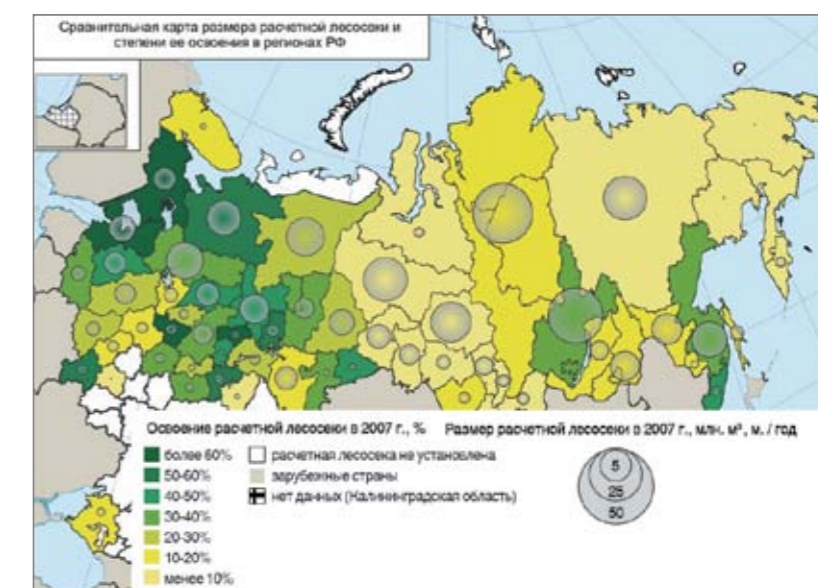 Сравнительная карта размера расчетной лесосеки и
степени ее освоения в регионах РФ
Освоение расчетной лесосеки в 2007 г., %
более 60%
50-60%
40-50%
30-40%
20-30%
10-20%
менее 10%
расчетная лесосека не установлена
зарубежные страны
нет данных (Калининградская область)
Размер расчетной лесосеки в 2007 г., млн. м³, м. / год
5
25
50